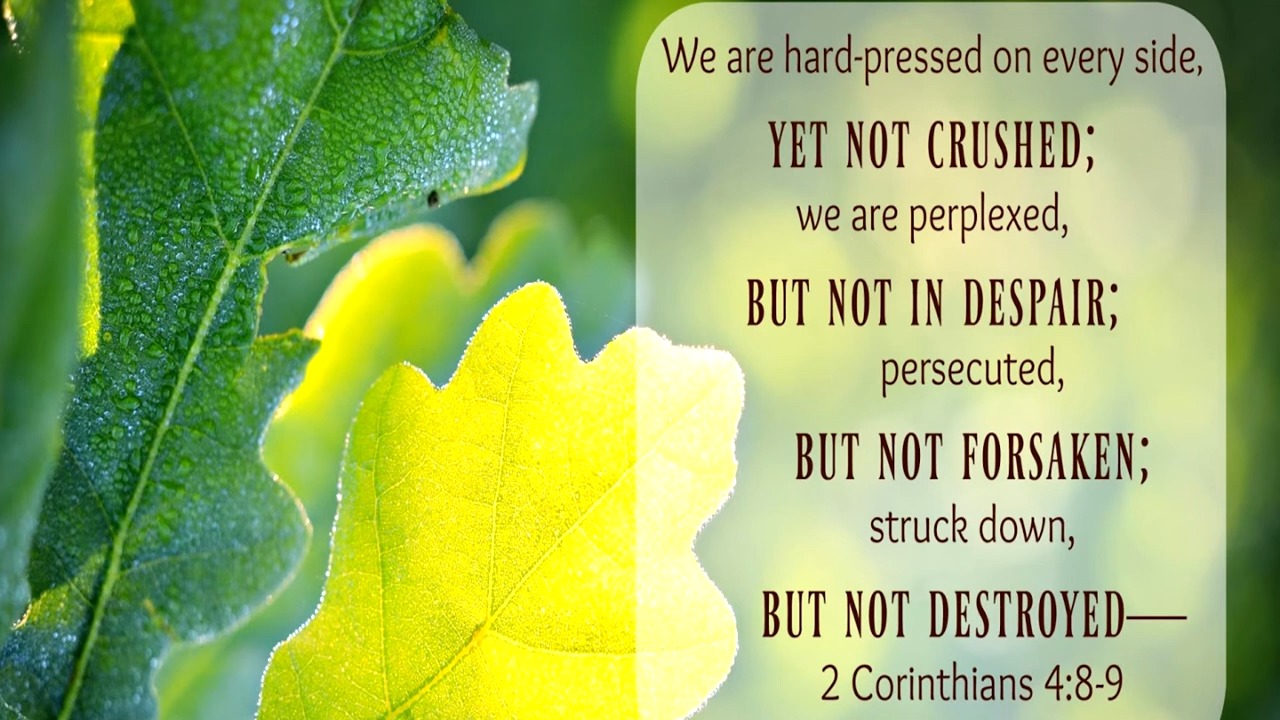 We are hard-pressed on every side,
YET NOT CRUSHED;
we are perplexed,
BUT NOT IN DESPAIR;
persecuted,
BUT NOT FORSAKEN;
struck down,
BUT NOT DESTROYED—
2 Corinthians 4:8-9